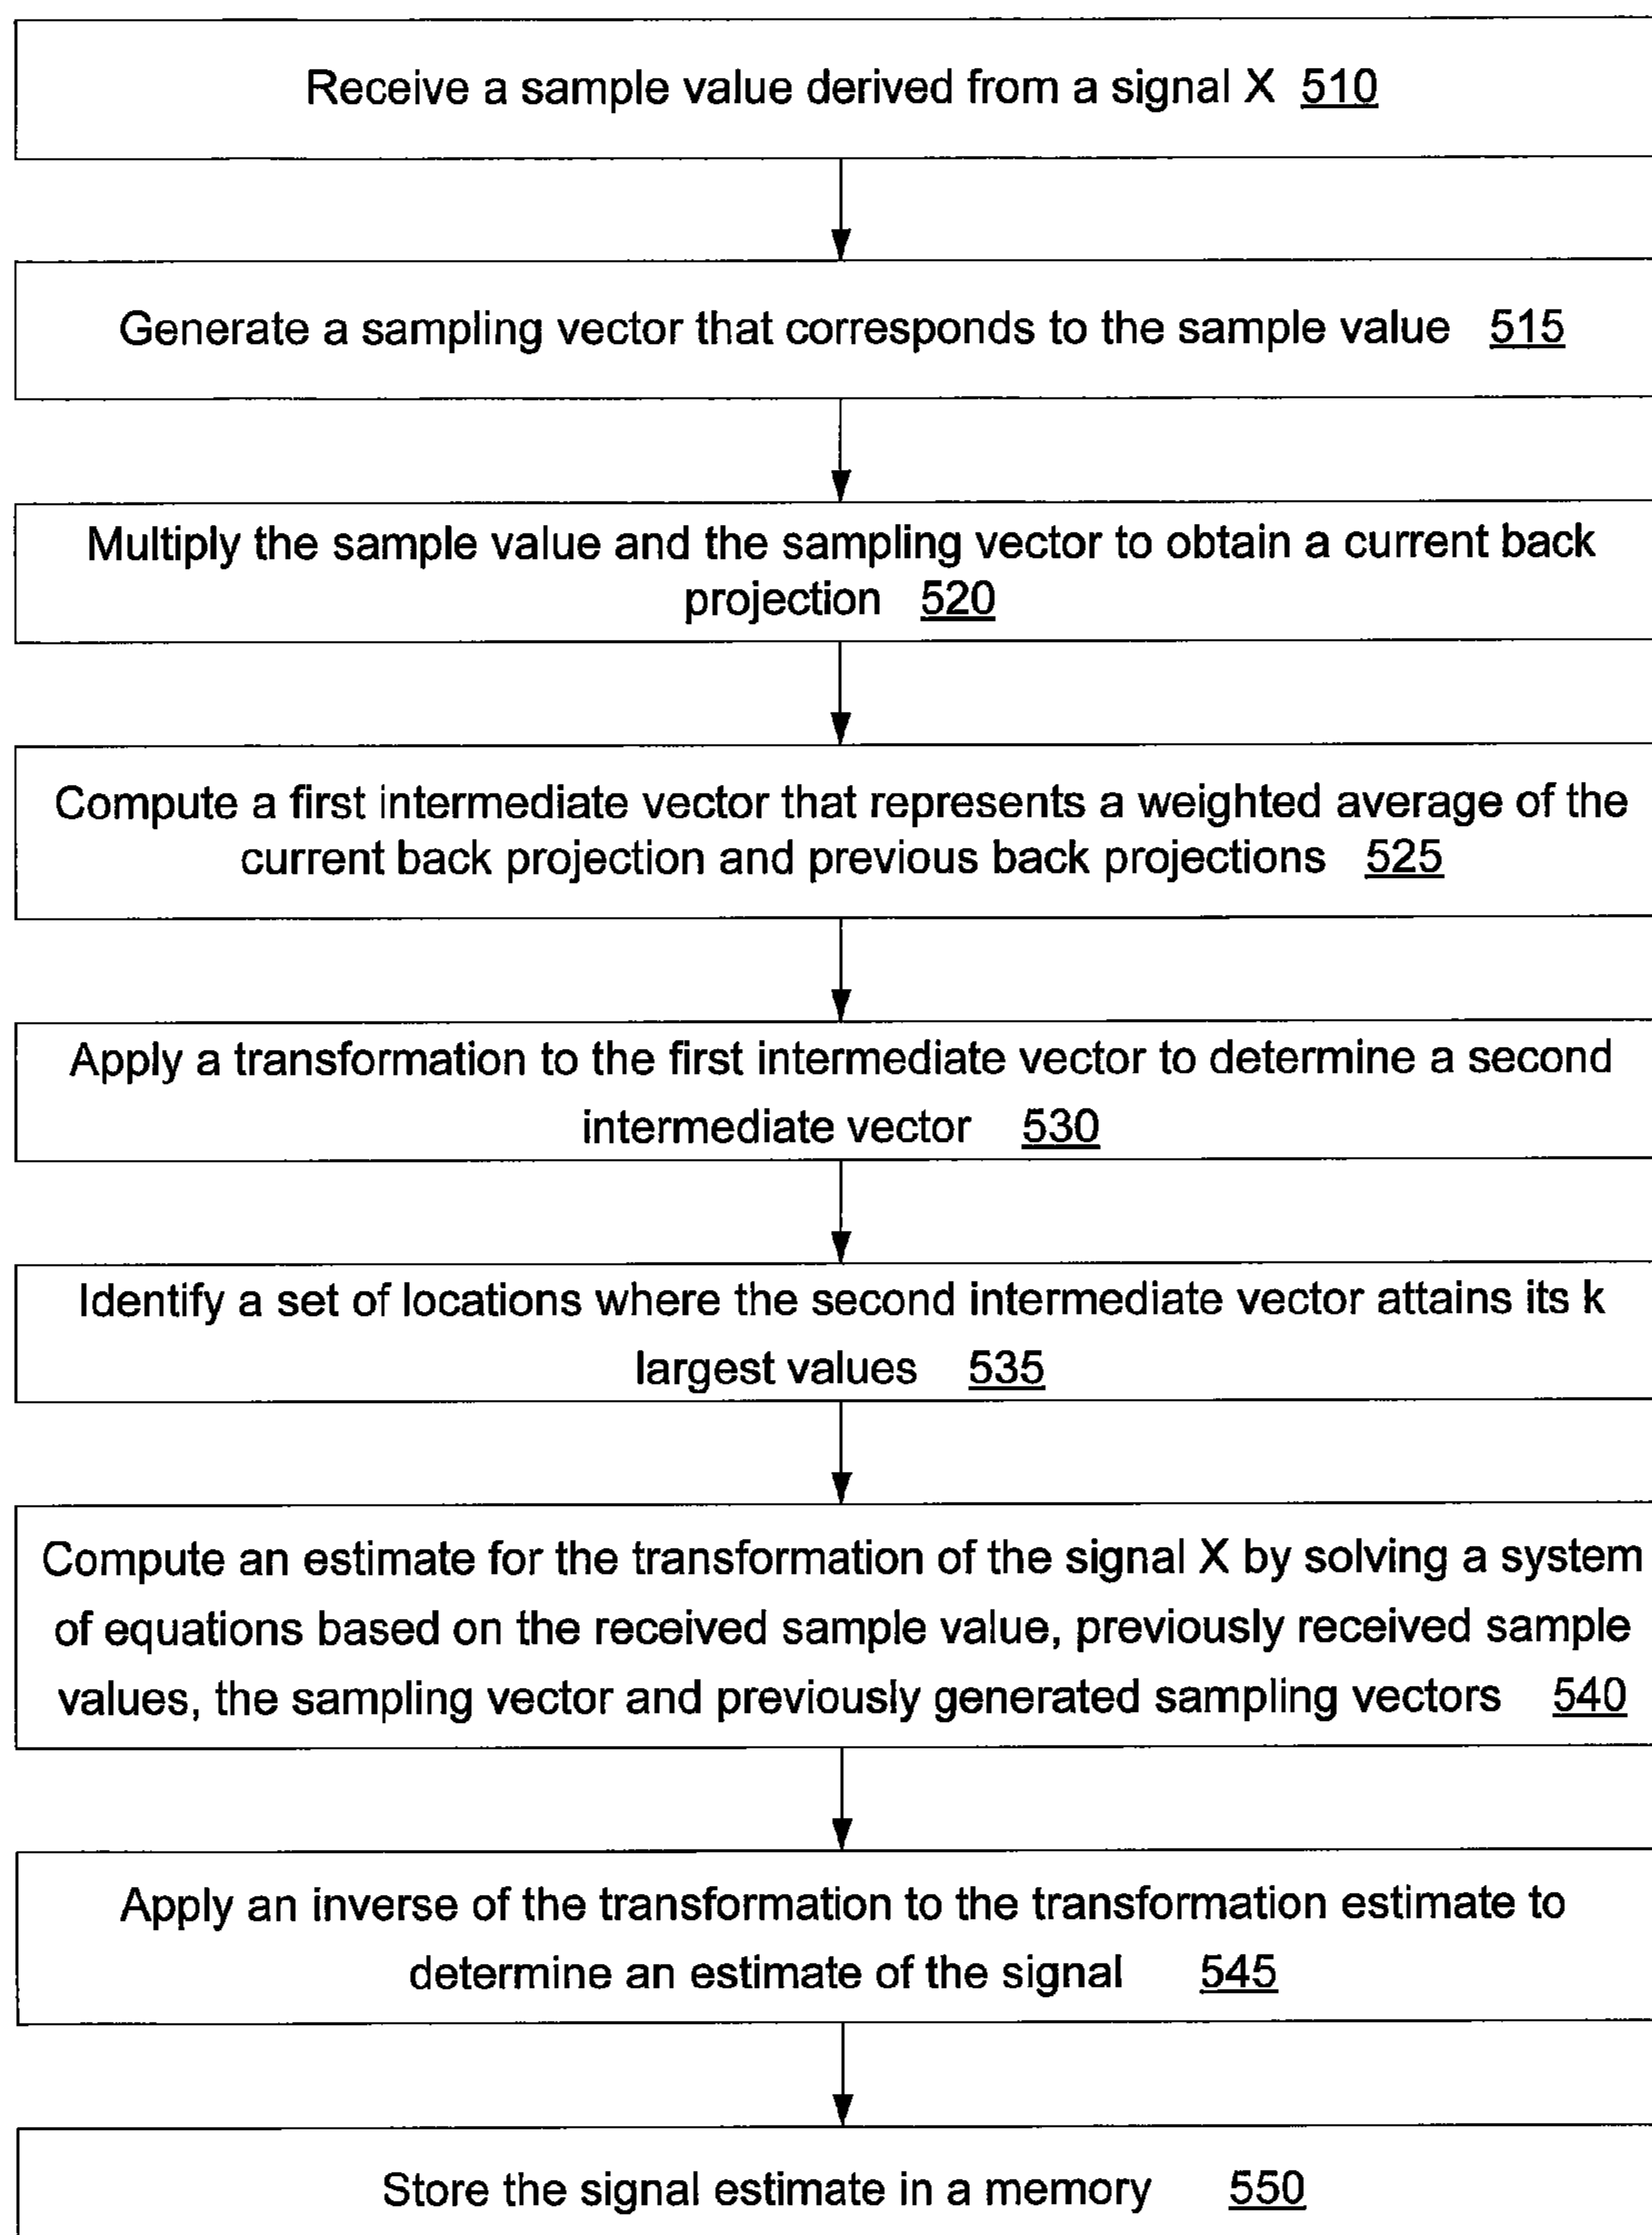 Receive a sample value derived from a signal X 510
Generate a sampling vector that corresponds to the sample value 515
Multiply the sample value and the sampling vector to obtain a current back
projection 520
Compute a first intermediate vector that represents a weighted average of the
current back projection and previous back projections 525
Apply a transformation to the first intermediate vector to determine a second
intermediate vector 530
Identify a set of locations where the second intermediate vector attains its k
largest values 535
Compute an estimate for the transformation of the signal X by solving a system
of equations based on the received sample value, previously received sample
values, the sampling vector and previously generated sampling vectors 540
Apply an inverse of the transformation to the transformation estimate to
determine an estimate of the signal 545
Store the signal estimate in a memory 550